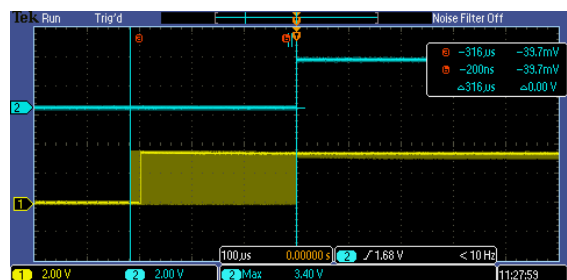 Tek Run Trig'd Noise Filter Off
a b T
a −316µs −39.7mV
b −200ns −39.7mV
△316µs △0.00 V
2
1
100µs 0.00000 s 2 ∫ 1.68 V < 10 Hz
1 2.00 V 2 2.00 V 2 Max 3.40 V 11:27:59